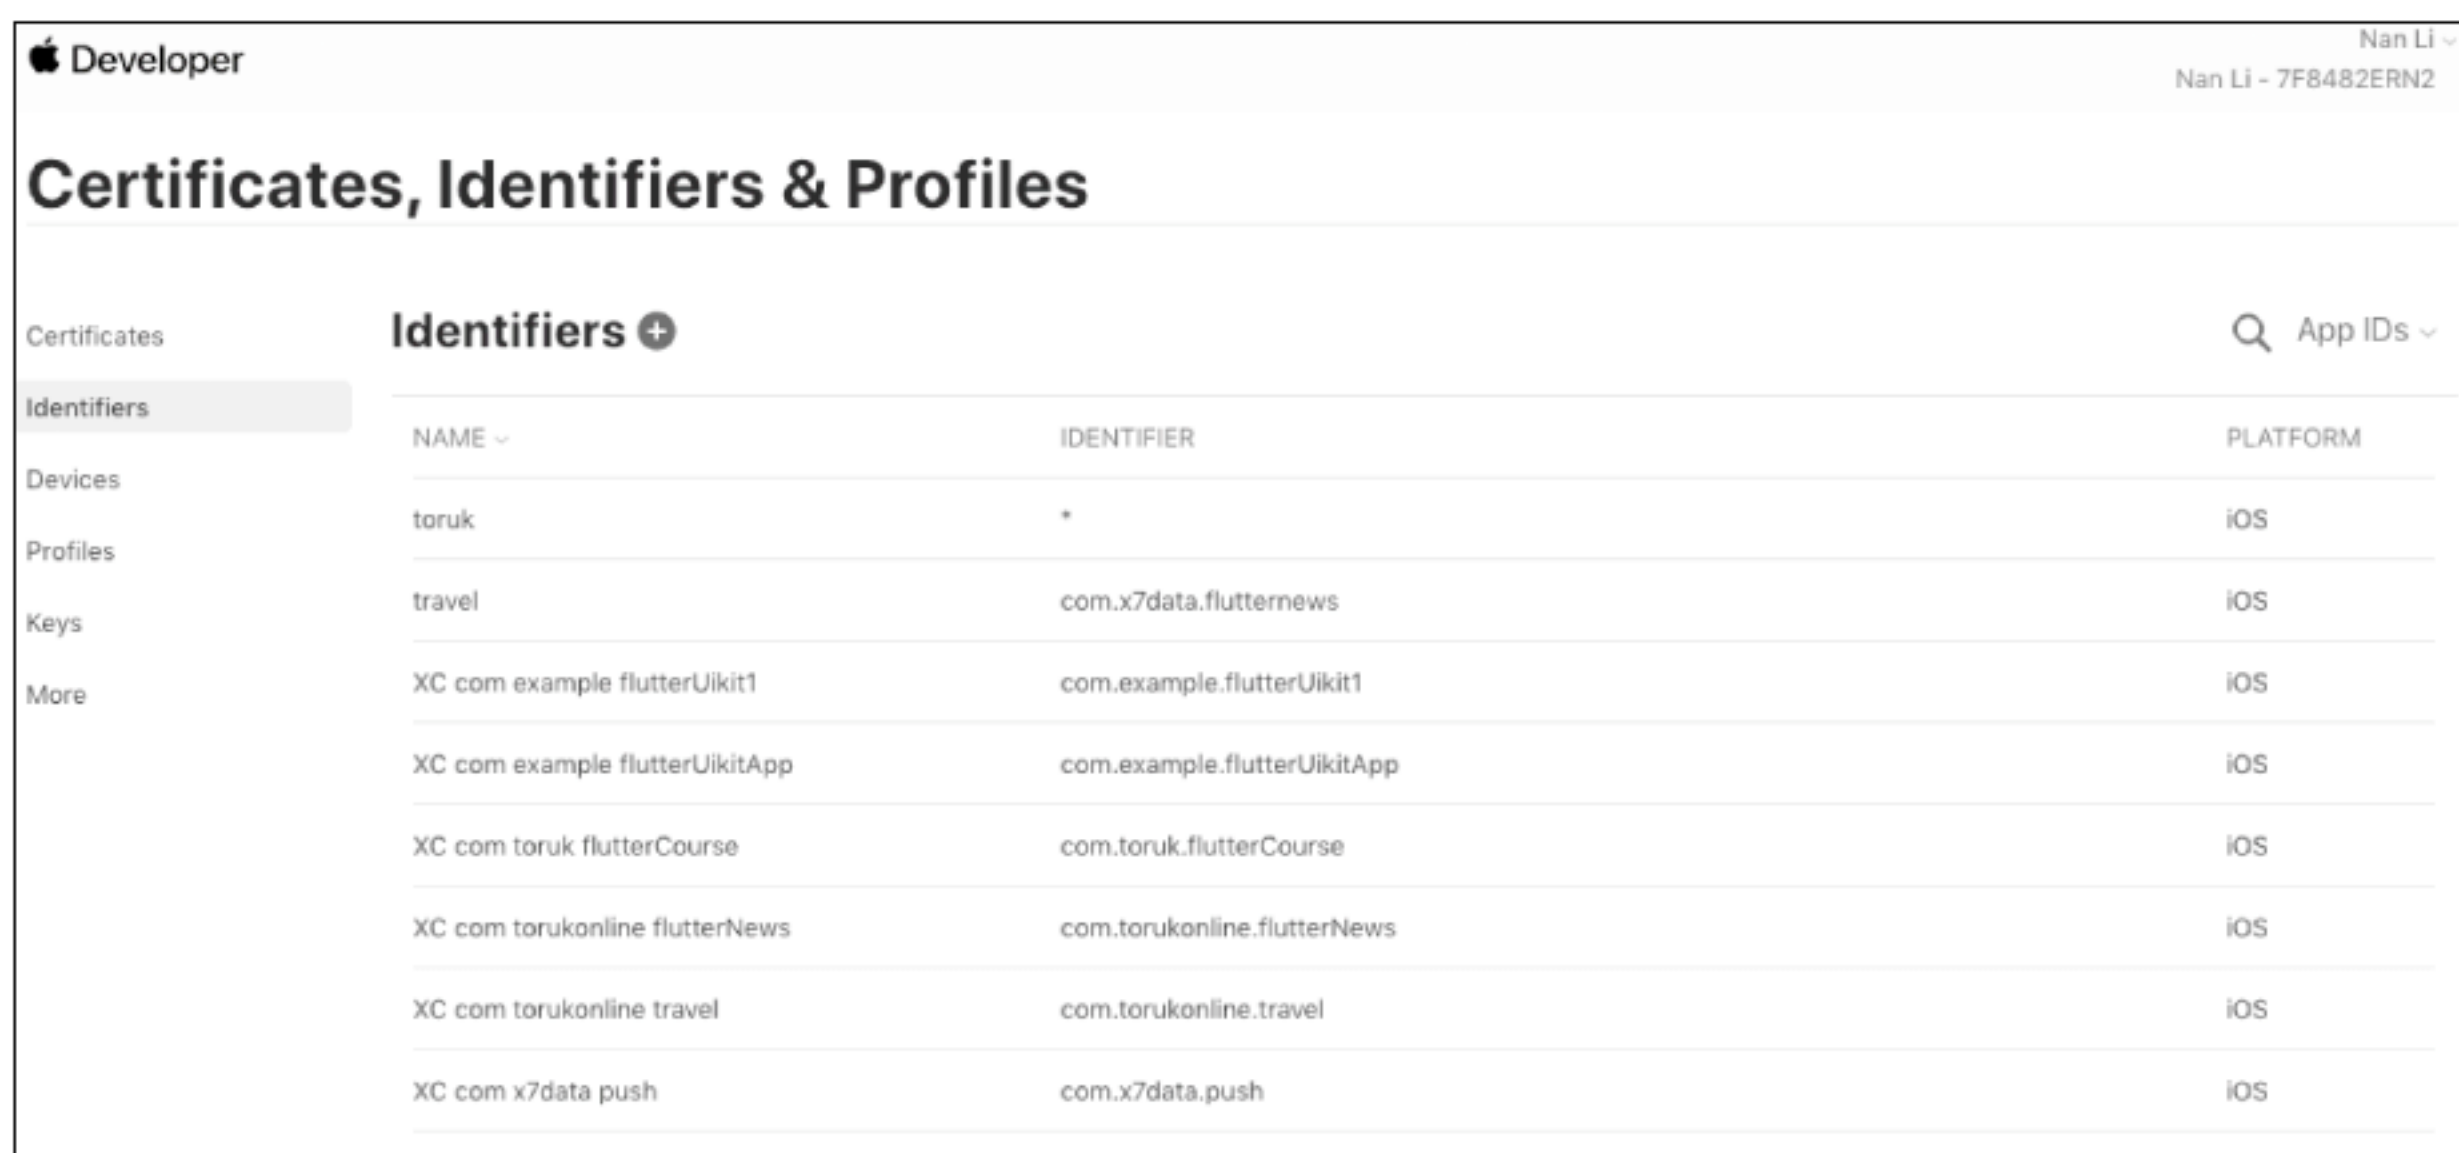 Developer
Nan Li
Nan Li - 7F8482ERN2
Certificates, Identifiers & Profiles
Certificates
Identifiers
Devices
Profiles
Keys
More
Identifiers
App IDs
NAME IDENTIFIER PLATFORM
toruk * iOS
travel com.x7data.flutternews iOS
XC com example flutterUikit1 com.example.flutterUikit1 iOS
XC com example flutterUikitApp com.example.flutterUikitApp iOS
XC com toruk flutterCourse com.toruk.flutterCourse iOS
XC com torukonline flutterNews com.torukonline.flutterNews iOS
XC com torukonline travel com.torukonline.travel iOS
XC com x7data push com.x7data.push iOS